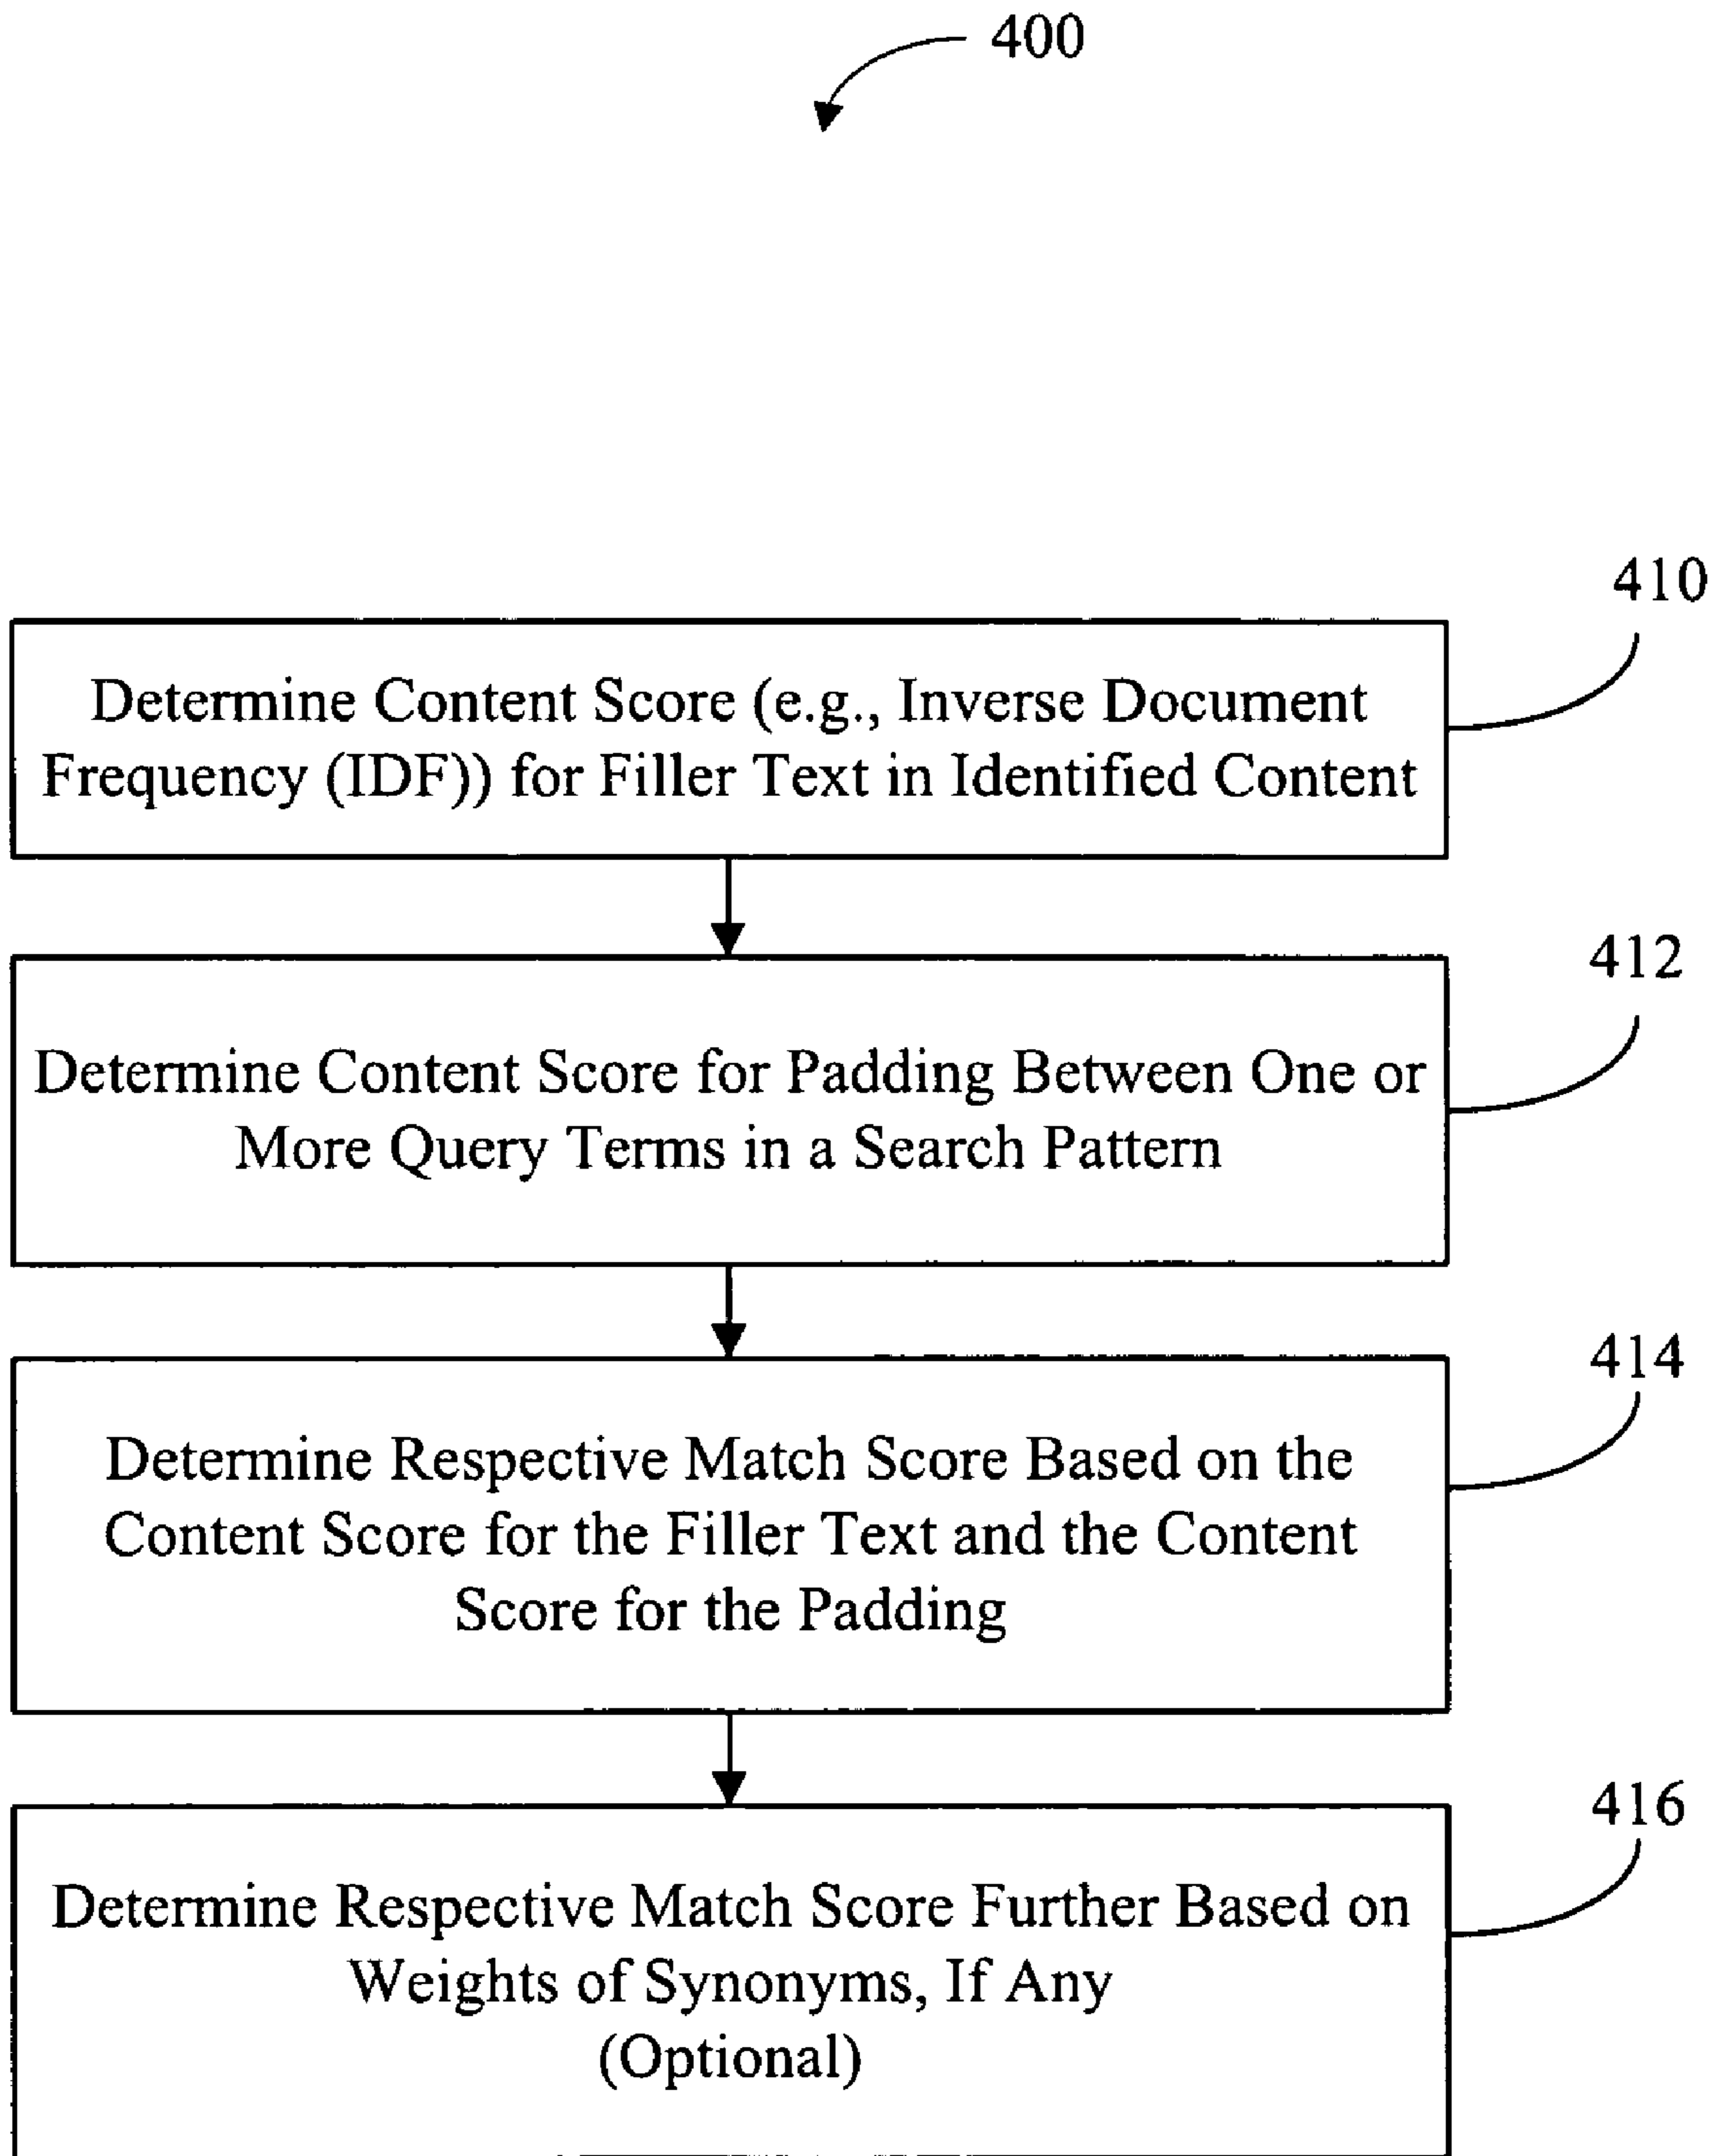 400
410
Determine Content Score (e.g., Inverse Document
Frequency (IDF)) for Filler Text in Identified Content
412
Determine Content Score for Padding Between One or
More Query Terms in a Search Pattern
414
Determine Respective Match Score Based on the
Content Score for the Filler Text and the Content
Score for the Padding
416
Determine Respective Match Score Further Based on
Weights of Synonyms, If Any
(Optional)